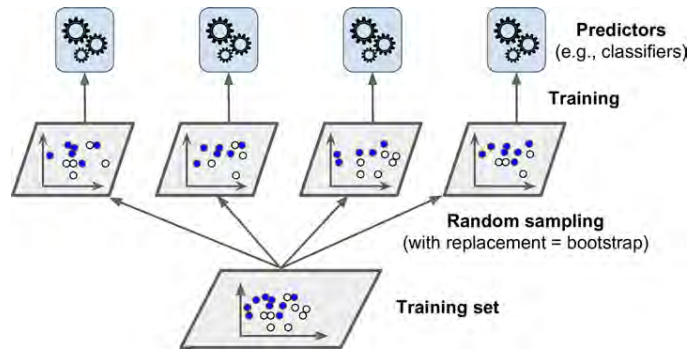 Predictors
(e.g., classifiers)
Training
Random sampling
(with replacement = bootstrap)
Training set